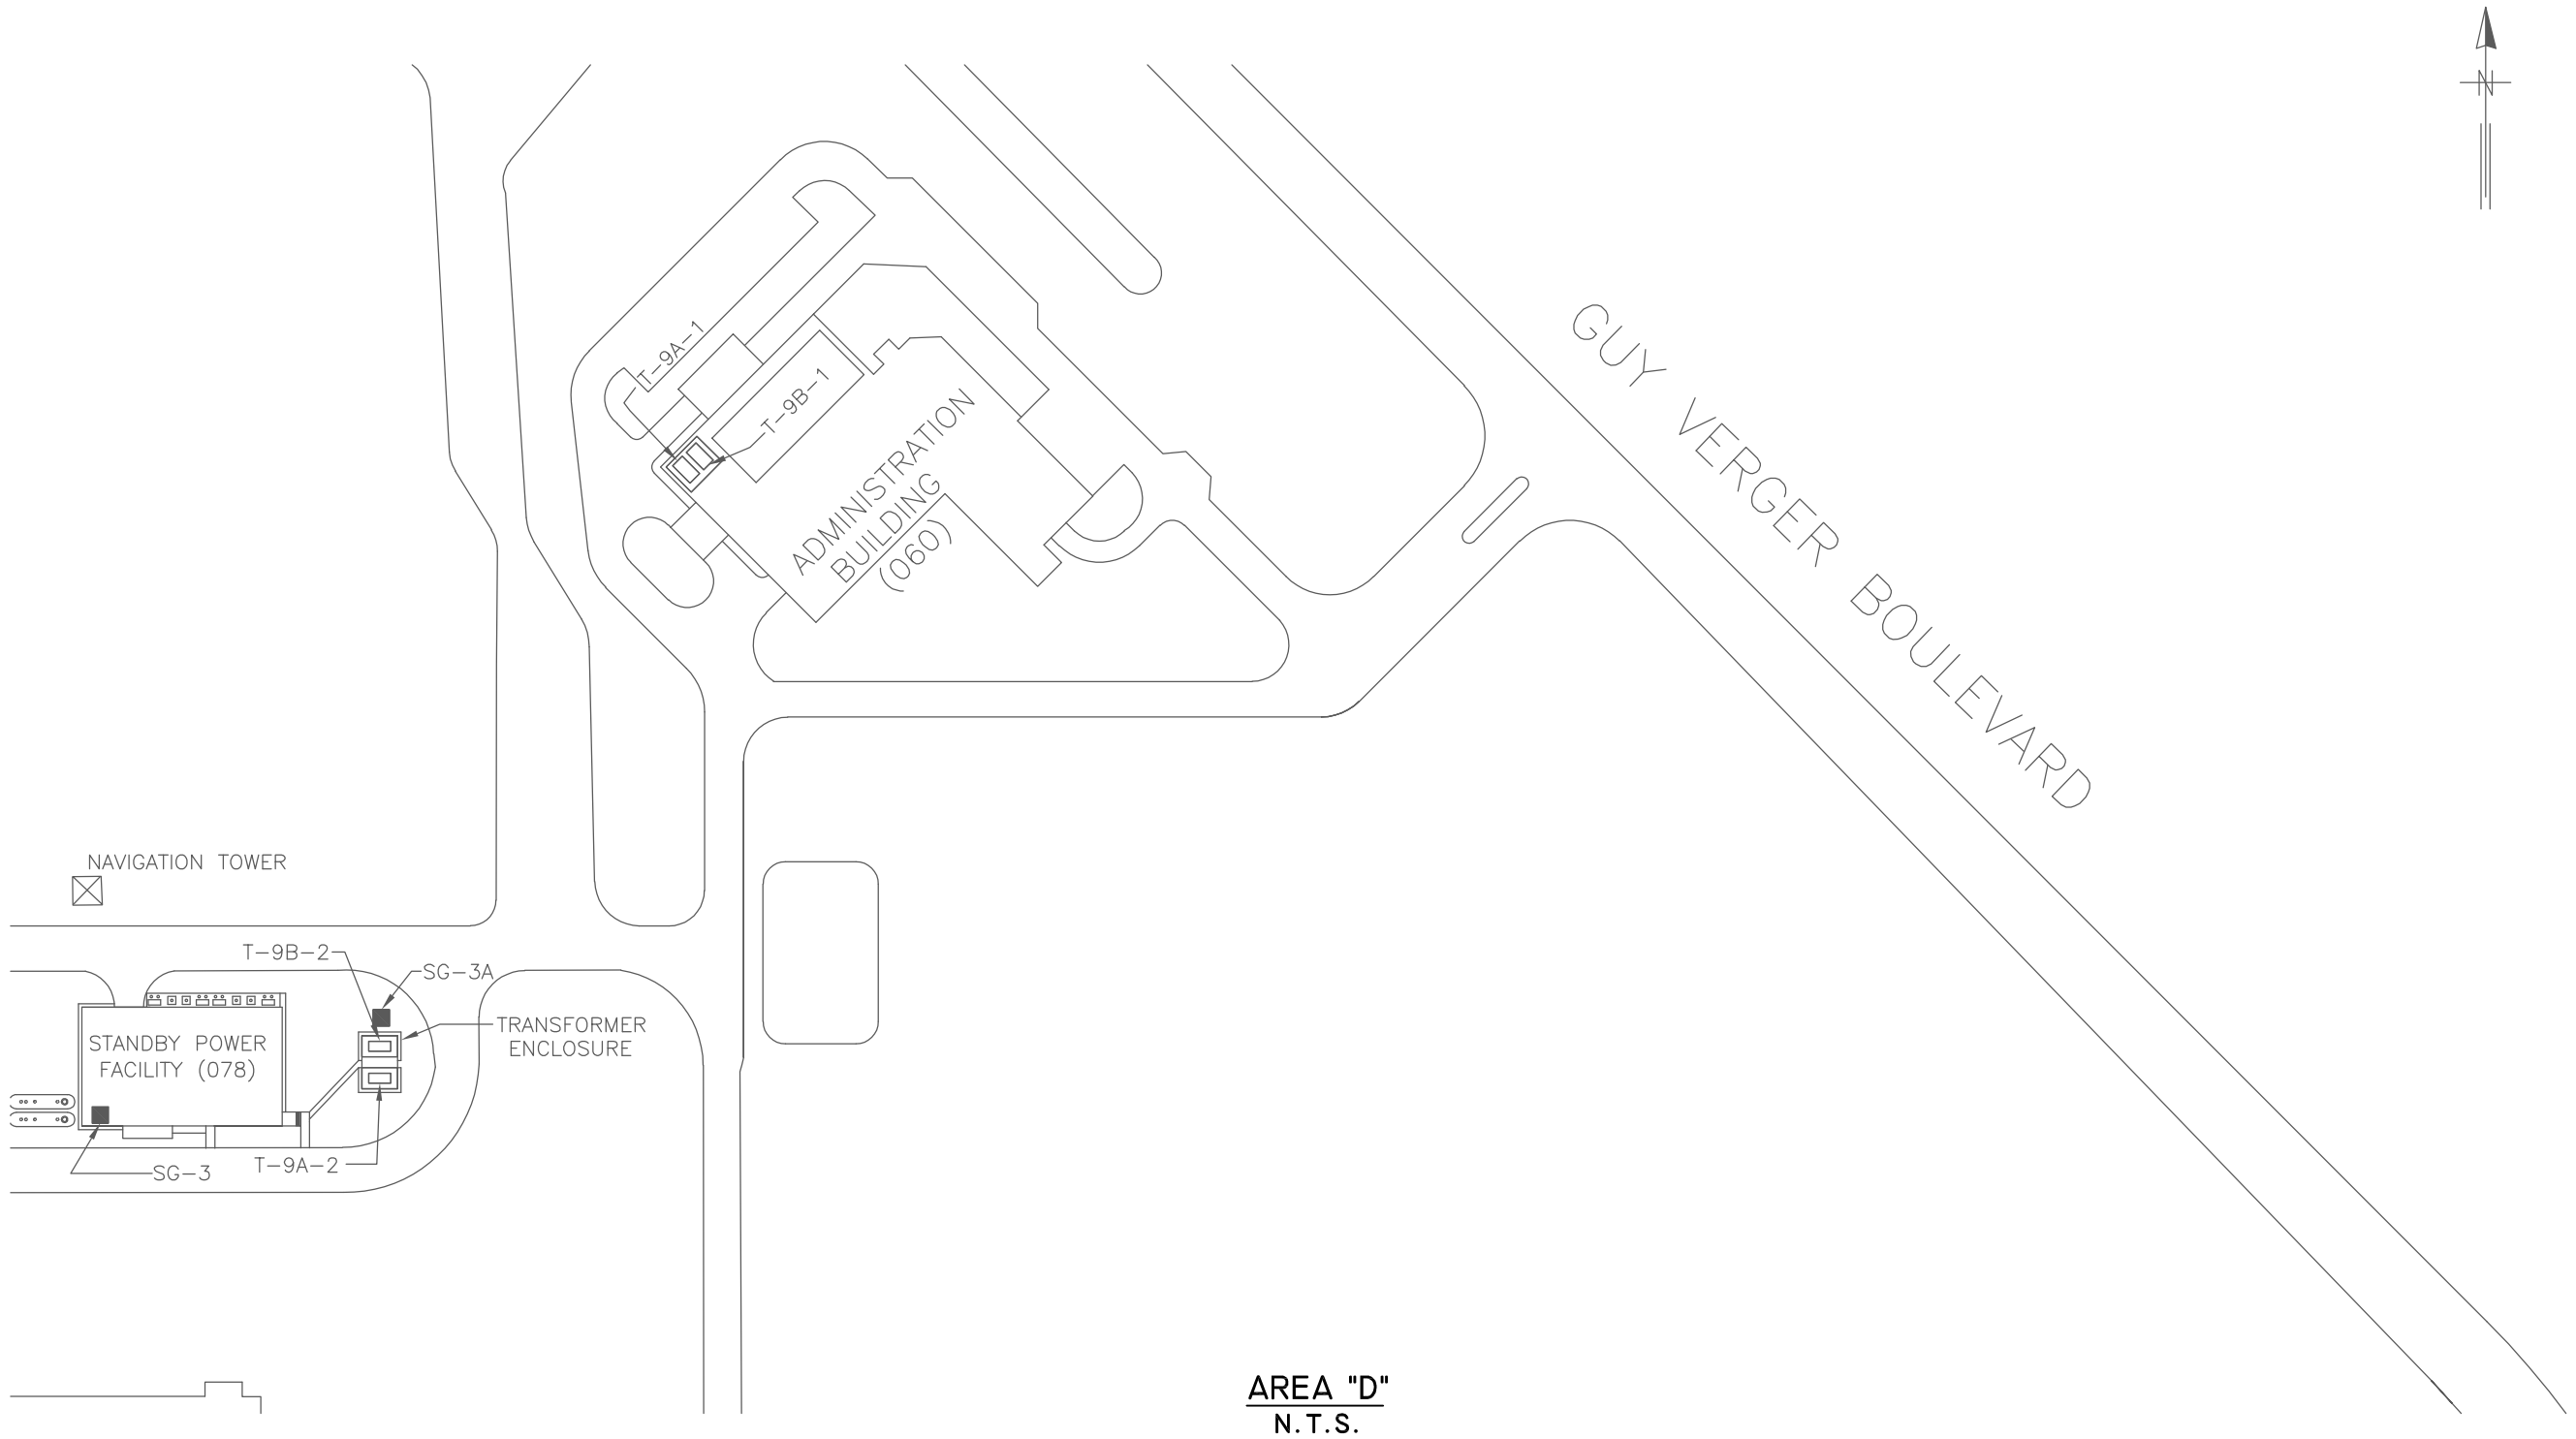 N
T-9A-1
T-9B-1
ADMINISTRATION
BUILDING
(060)
GUY VERGER BOULEVARD
NAVIGATION TOWER
T-9B-2
SG-3A
TRANSFORMER
ENCLOSURE
STANDBY POWER
FACILITY (078)
T-9A-2
SG-3
AREA "D"
N.T.S.